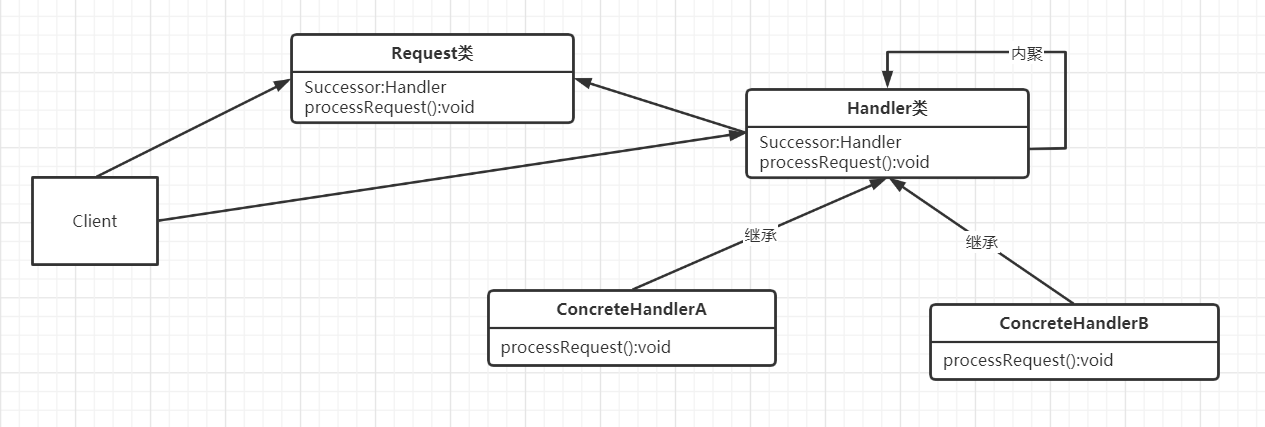 Request类
Successor:Handler
processRequest():void
内聚
Handler类
Successor:Handler
processRequest():void
Client
继承
继承
ConcreteHandlerA
processRequest():void
ConcreteHandlerB
processRequest():void